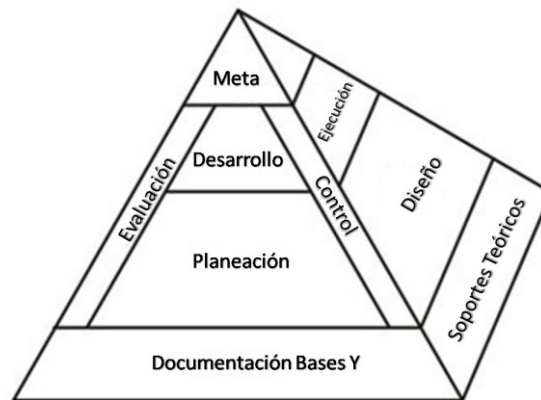 Meta
Ejecución
Desarrollo
Evaluación
Control
Diseño
Planeación
Soportes Teóricos
Documentación Bases Y